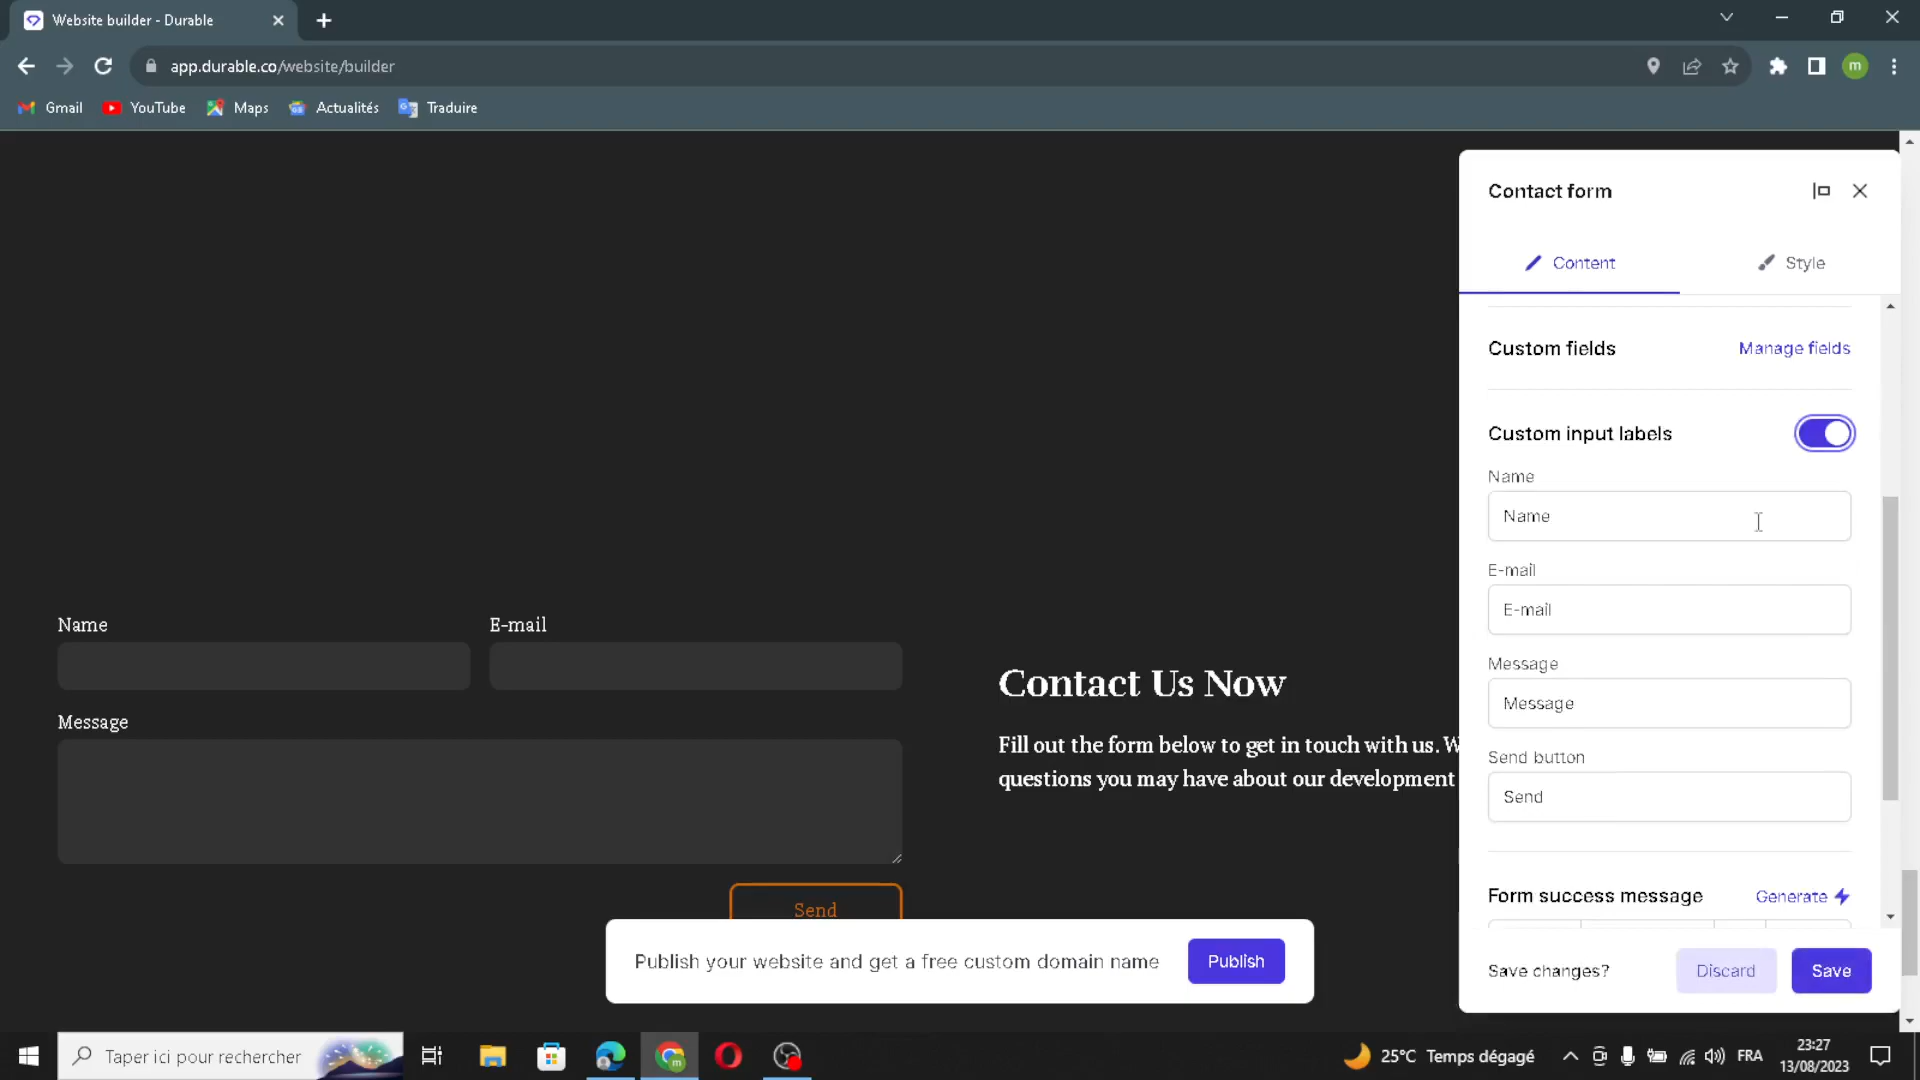 Website builder - Durable
app.durable.co/website/builder
m
Gmail
YouTube
Maps
Actualités
Traduire
Contact form
Content
Style
Custom fields
Manage fields
Custom input labels
Name
Name
E-mail
E-mail
Message
Message
Send button
Send
Form success message
Generate
Save changes?
Discard
Save
Name
E-mail
Message
Send
Contact Us Now
Fill out the form below to get in touch with us. W
questions you may have about our development
Publish your website and get a free custom domain name
Publish
Taper ici pour rechercher
25°C Temps dégagé
FRA
23:27
13/08/2023